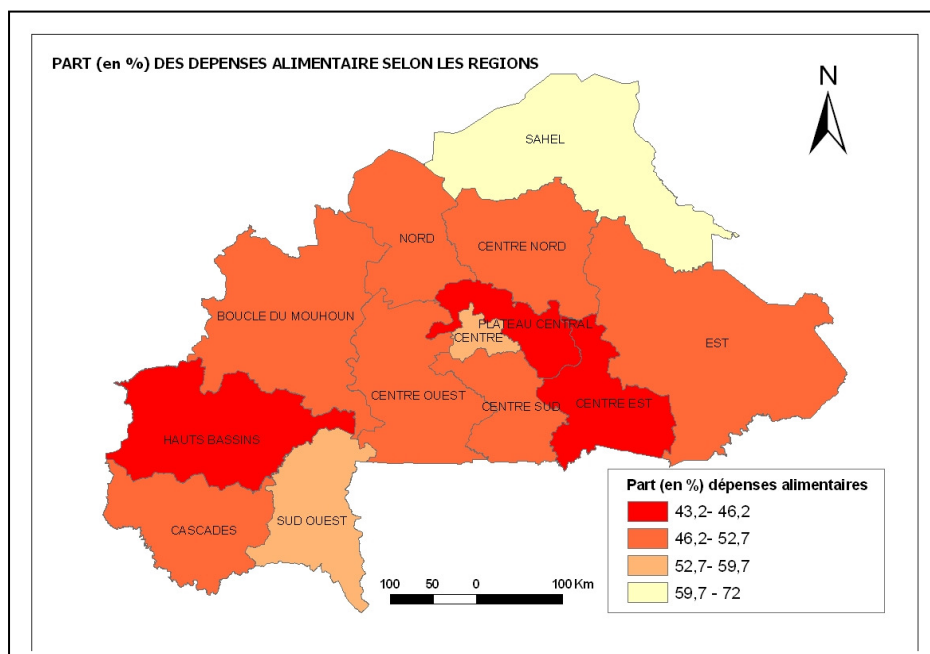 PART (en %) DES DEPENSES ALIMENTAIRE SELON LES REGIONS
N
SAHEL
NORD
CENTRE NORD
BOUCLE DU MOUHOUN
PLATEAU CENTRAL
CENTRE
EST
CENTRE OUEST
CENTRE SUD
CENTRE EST
HAUTS BASSINS
SUD OUEST
CASCADES
Part (en %) dépenses alimentaires
43,2- 46,2
46,2- 52,7
52,7- 59,7
59,7 - 72
100 50 0 100 Km